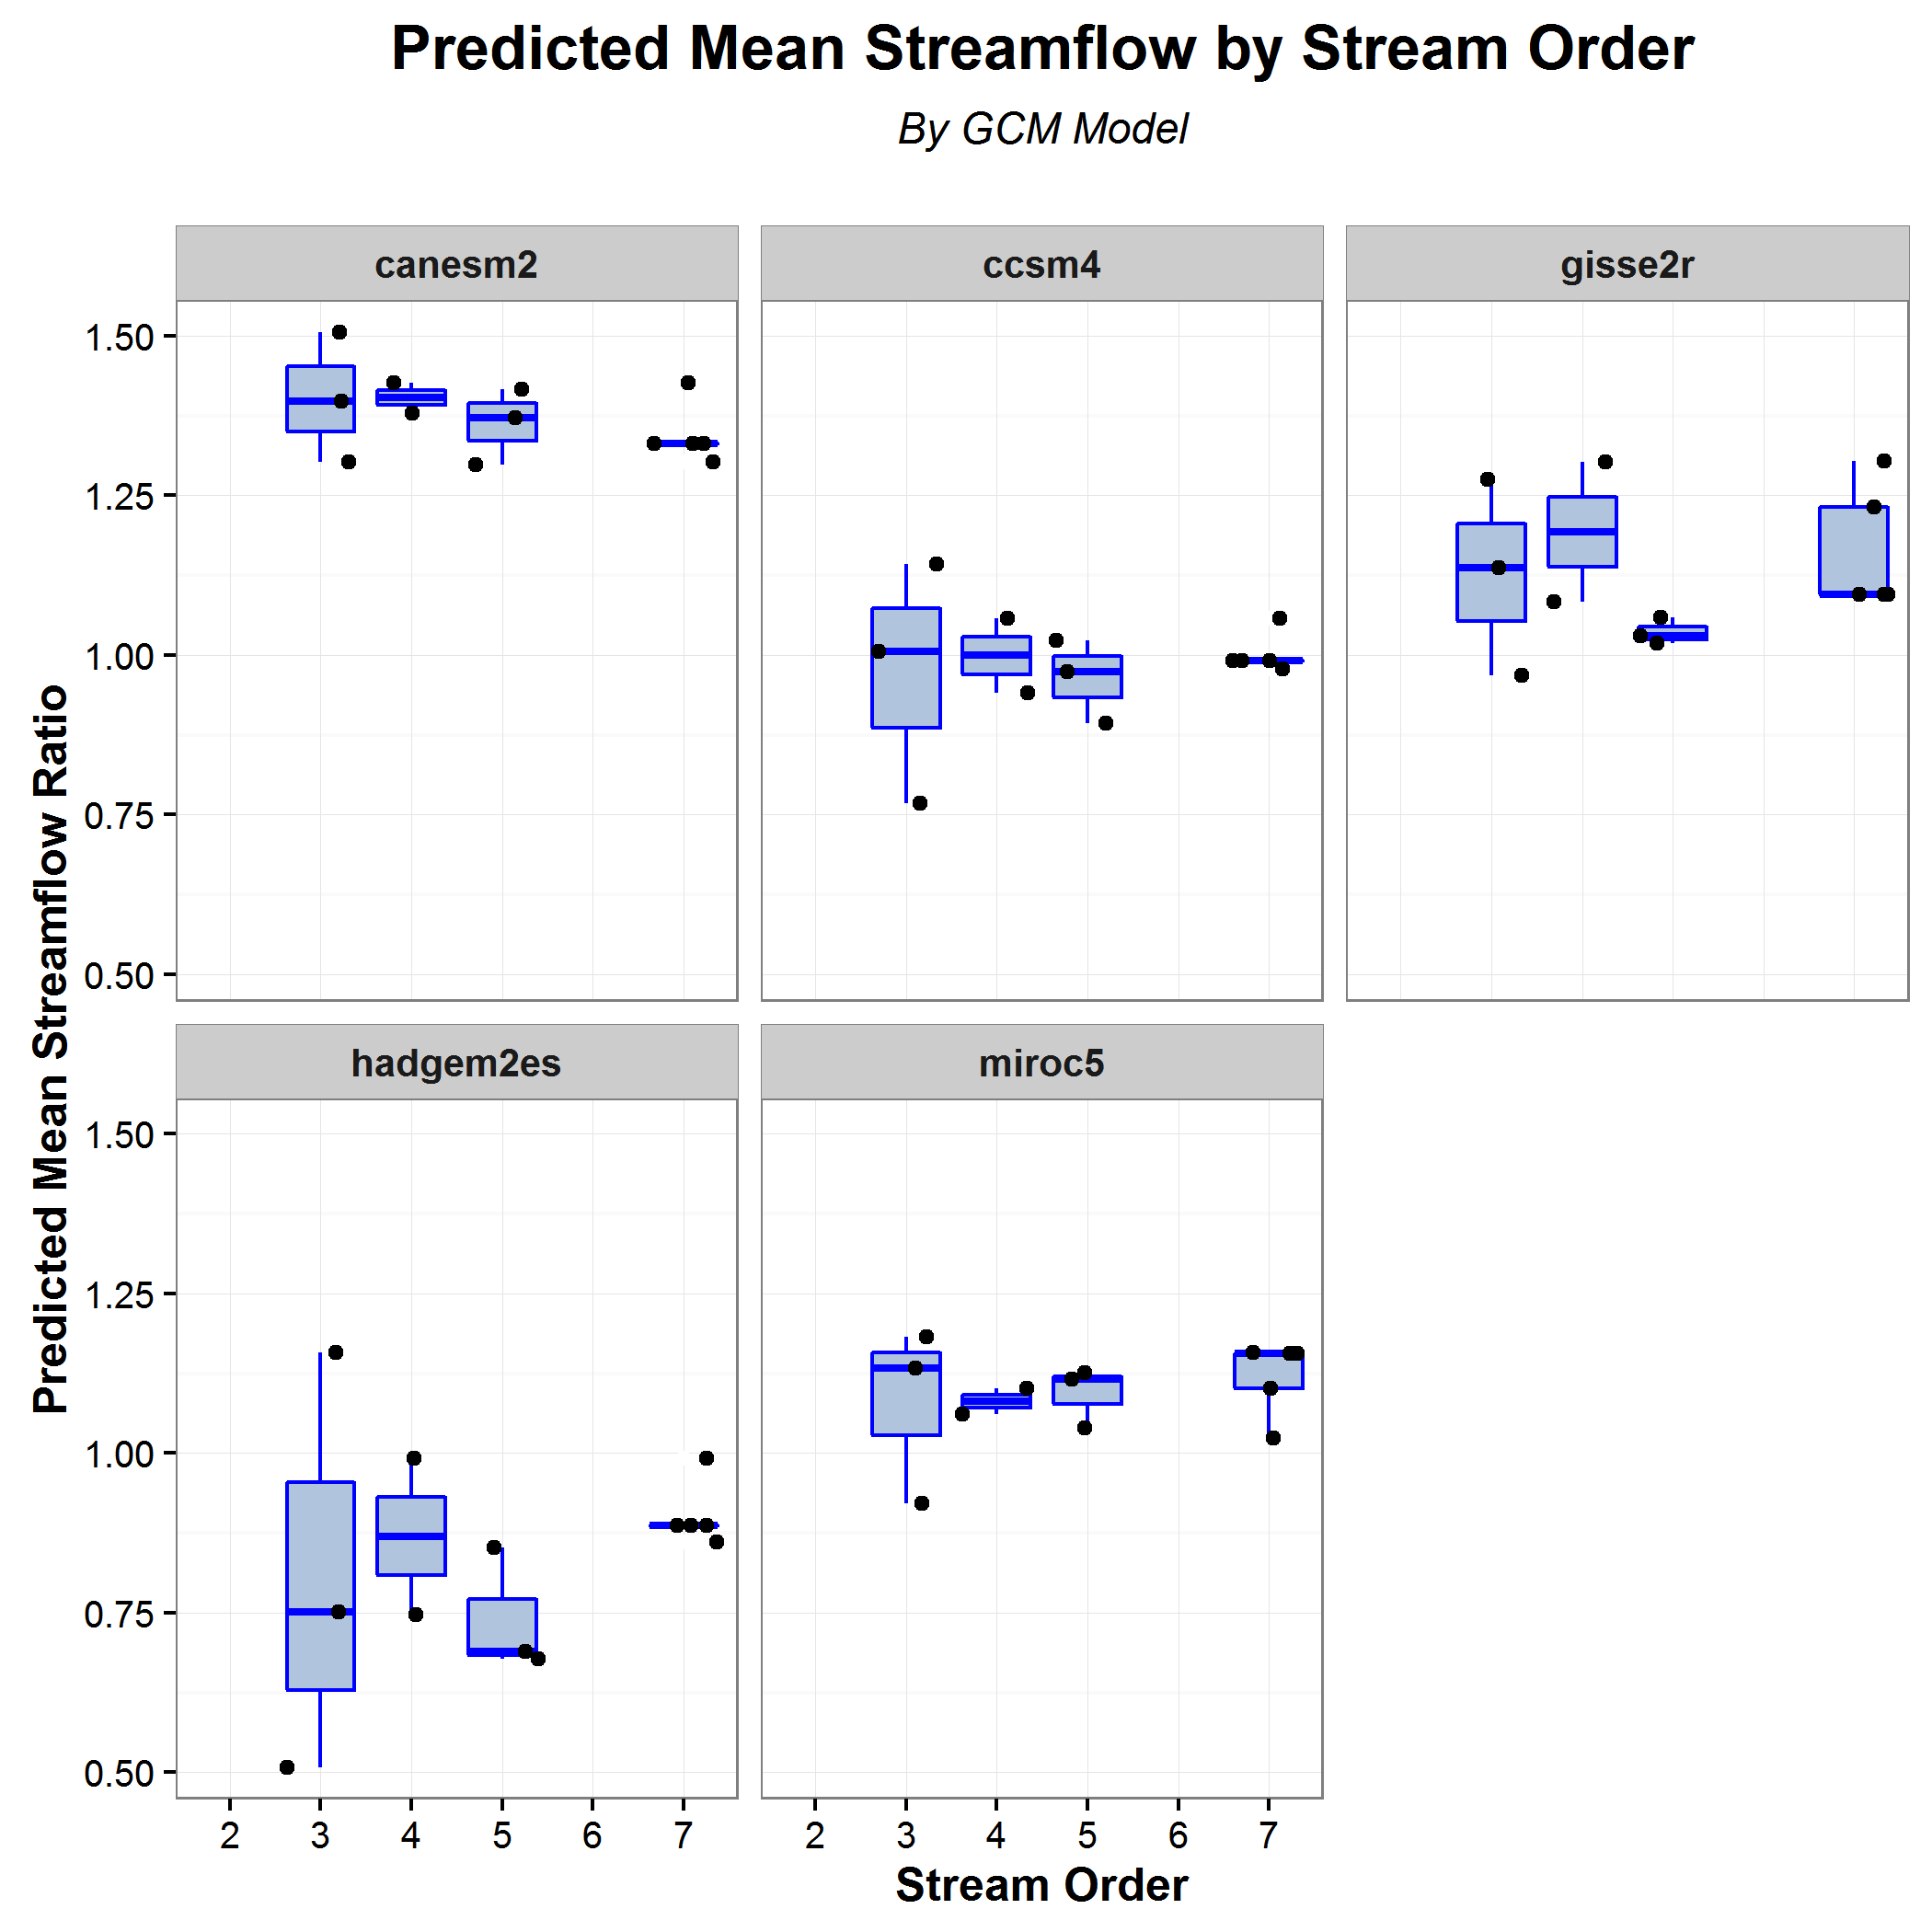 Predicted Mean Streamflow by Stream Order
By GCM Model
canesm2
ccsm4
gisse2r
1.50
1.25
1.00
0.75
0.50
Predicted Mean Streamflow Ratio
hadgem2es
miroc5
1.50
1.25
1.00
0.75
0.50
2 3 4 5 6 7
2 3 4 5 6 7
Stream Order